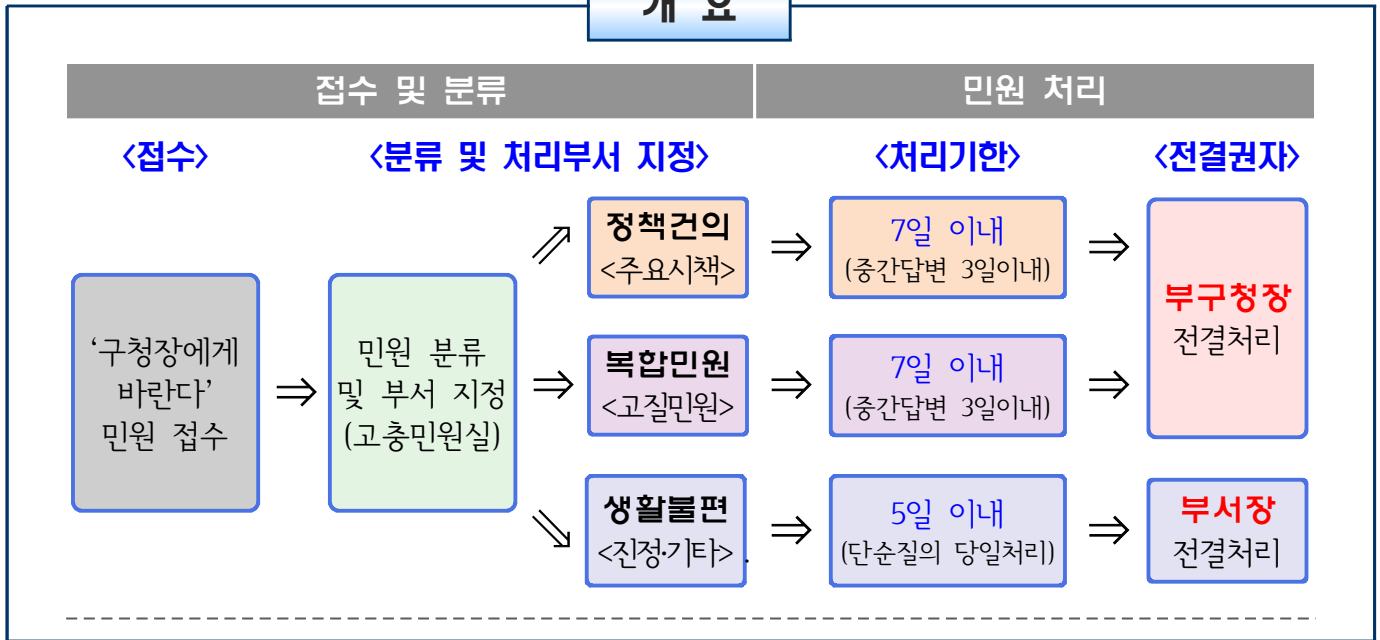 개 요
접수 및 분류
민원 처리
<접수>
<분류 및 처리부서 지정>
<처리기한>
<전결권자>
‘구청장에게
바란다’
민원 접수
⇒
민원 분류
및 부서 지정
(고충민원실)
⇗
정책건의
<주요시책>
⇒
7일 이내
(중간답변 3일이내)
⇒
⇒
복합민원
<고질민원>
⇒
7일 이내
(중간답변 3일이내)
⇒
부구청장
전결처리
⇘
생활불편
<진정·기타> .
⇒
5일 이내
(단순질의 당일처리)
⇒
부서장
전결처리